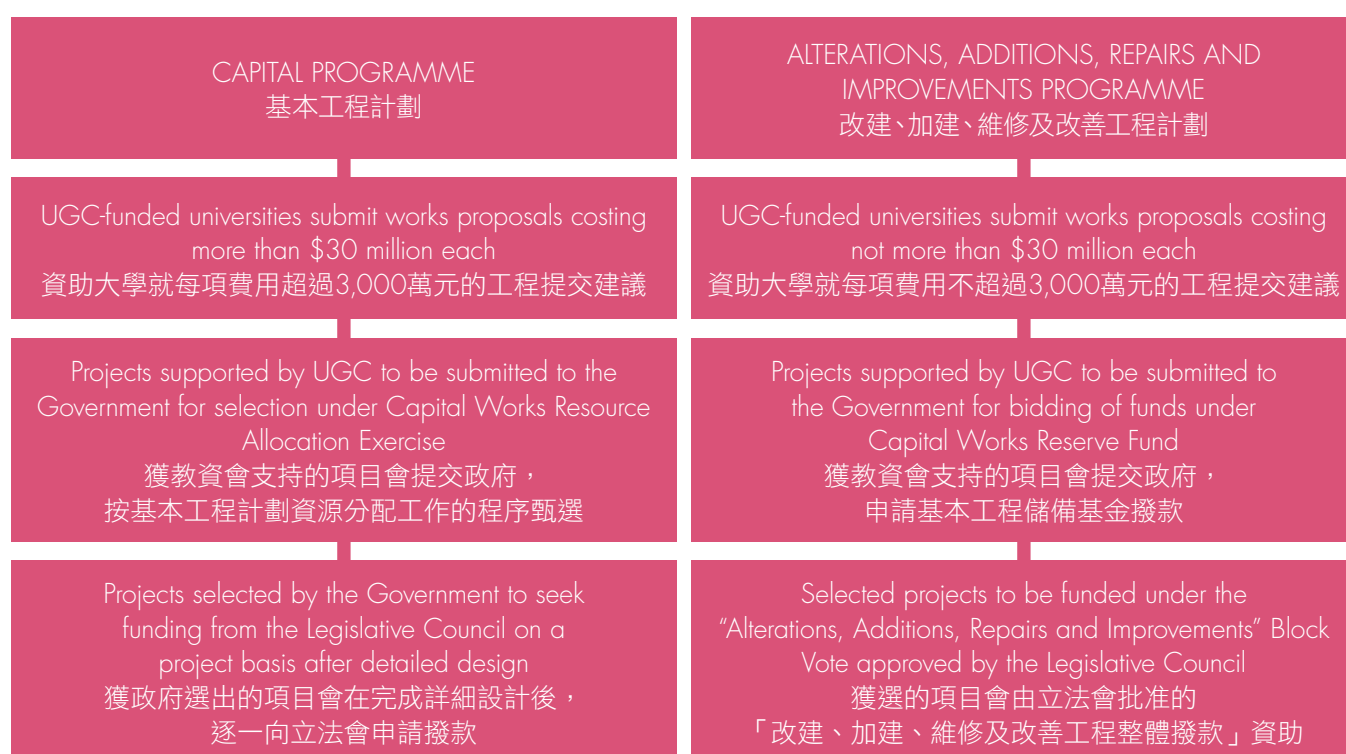 CAPITAL PROGRAMME
基本工程計劃
UGC-funded universities submit works proposals costing
more than $30 million each
資助大學就每項費用超過3,000萬元的工程提交建議
Projects supported by UGC to be submitted to the
Government for selection under Capital Works Resource
Allocation Exercise
獲教資會支持的項目會提交政府，
按基本工程計劃資源分配工作的程序甄選
Projects selected by the Government to seek
funding from the Legislative Council on a
project basis after detailed design
獲政府選出的項目會在完成詳細設計後，
逐一向立法會申請撥款
ALTERATIONS, ADDITIONS, REPAIRS AND
IMPROVEMENTS PROGRAMME
改建、加建、維修及改善工程計劃
UGC-funded universities submit works proposals costing
not more than $30 million each
資助大學就每項費用不超過3,000萬元的工程提交建議
Projects supported by UGC to be submitted to
the Government for bidding of funds under
Capital Works Reserve Fund
獲教資會支持的項目會提交政府，
申請基本工程儲備基金撥款
Selected projects to be funded under the
“Alterations, Additions, Repairs and Improvements” Block
Vote approved by the Legislative Council
獲選的項目會由立法會批准的
「改建、加建、維修及改善工程整體撥款」資助